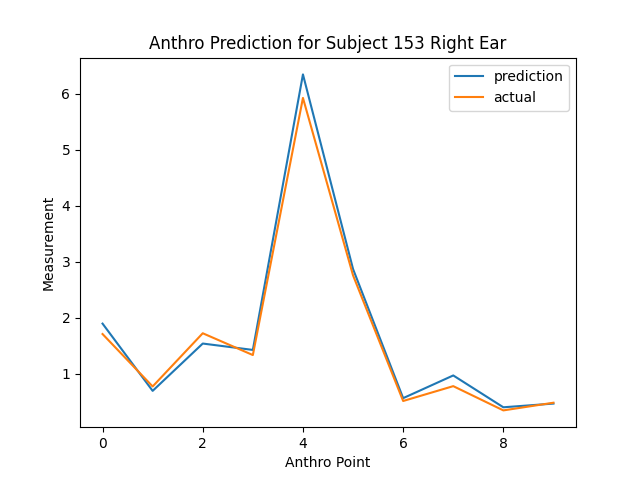 Anthro Prediction for Subject 153 Right Ear
prediction
actual
Measurement
6
5
4
3
2
1
0 2 4 6 8
Anthro Point